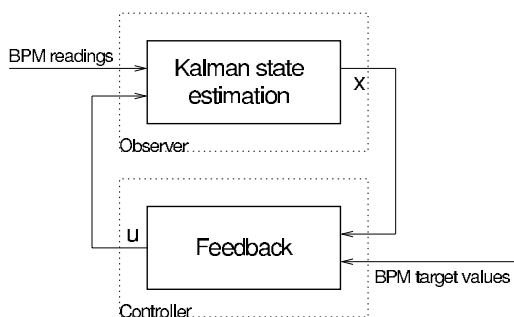 BPM readings
Kalman state
estimation
x
Observer
u
Feedback
BPM target values
Controller